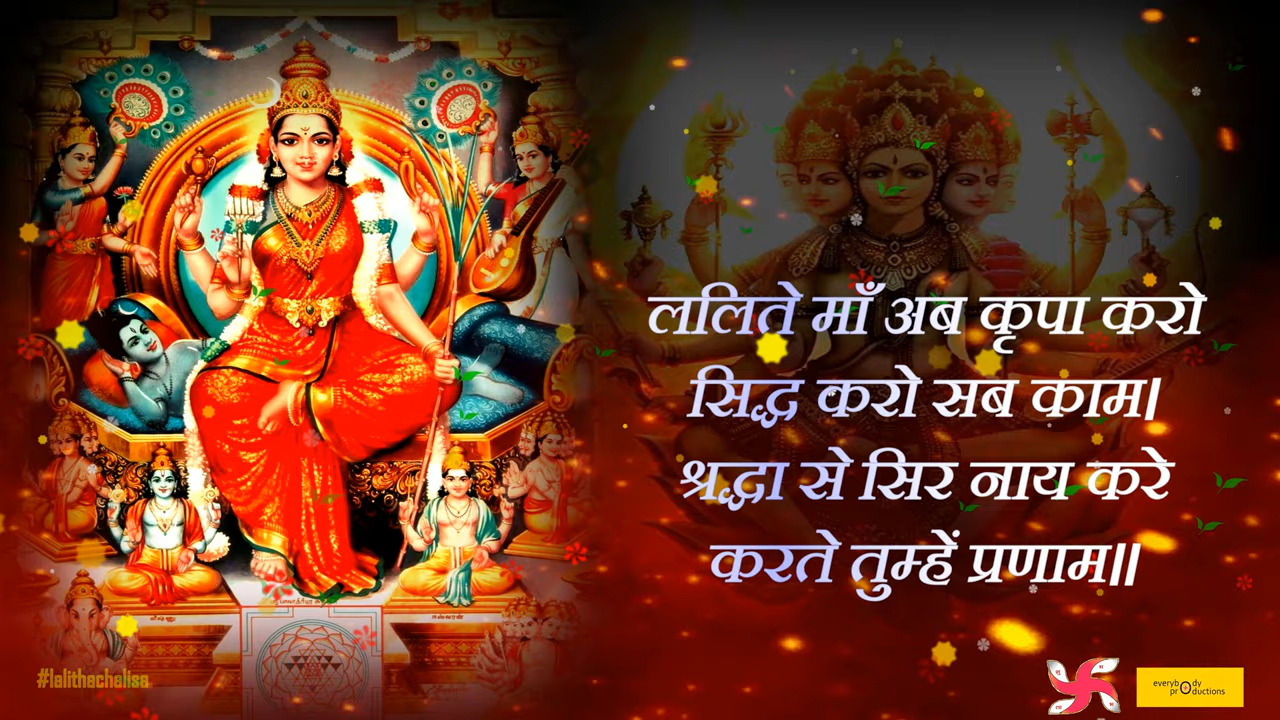 ललिते माँ अब कृपा करो
सिद्ध करो सब काम।
श्रद्धा से सिर नाय करे
करते तुम्हें प्रणाम॥
#lalithachalisa
everybody
prOductions